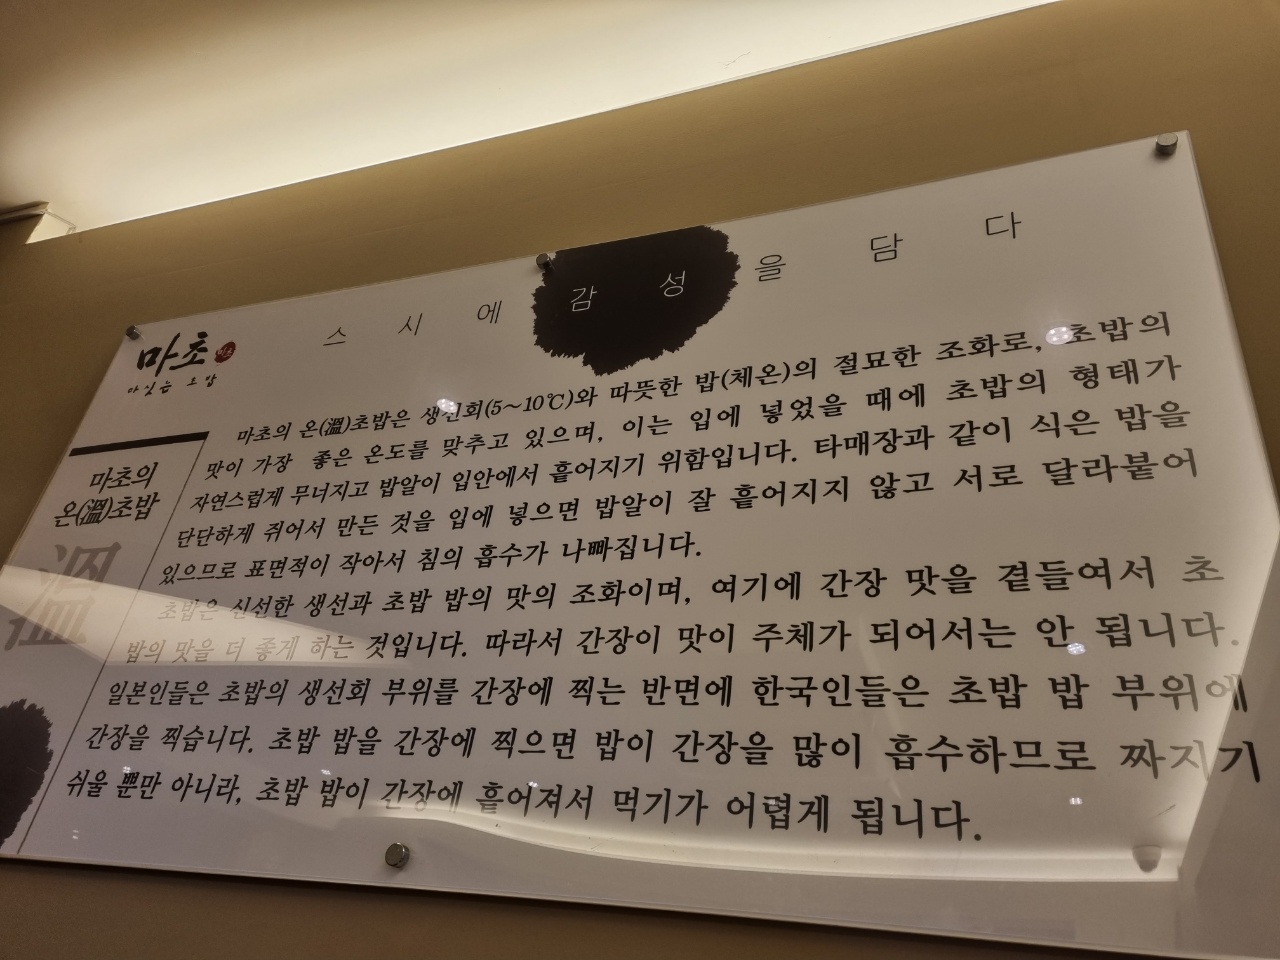 스시에 감성을 담다
마초
맛있는 초밥
마초의
온(溫)초밥
溫
마초의 온(溫)초밥은 생선회(5~10℃)와 따뜻한 밥(체온)의 절묘한 조화로, 초밥의
맛이 가장 좋은 온도를 맞추고 있으며, 이는 입에 넣었을 때에 초밥의 형태가
자연스럽게 무너지고 밥알이 입안에서 흩어지기 위함입니다. 타매장과 같이 식은 밥을
단단하게 쥐어서 만든 것을 입에 넣으면 밥알이 잘 흩어지지 않고 서로 달라붙어
있으므로 표면적이 작아서 침의 흡수가 나빠집니다.
초밥은 신선한 생선과 초밥 밥의 맛의 조화이며, 여기에 간장 맛을 곁들여서 초
밥의 맛을 더 좋게 하는 것입니다. 따라서 간장이 맛이 주체가 되어서는 안 됩니다.
일본인들은 초밥의 생선회 부위를 간장에 찍는 반면에 한국인들은 초밥 밥 부위에
간장을 찍습니다. 초밥 밥을 간장에 찍으면 밥이 간장을 많이 흡수하므로 짜지기
쉬울 뿐만 아니라, 초밥 밥이 간장에 흩어져서 먹기가 어렵게 됩니다.